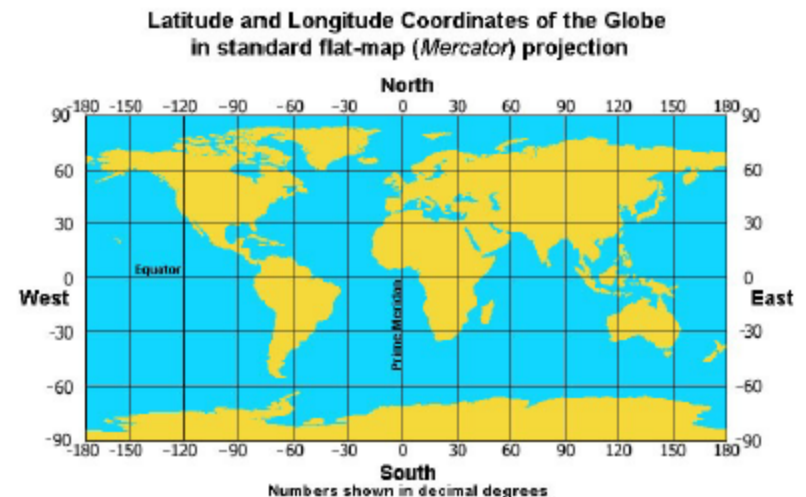 Latitude and Longitude Coordinates of the Globe
in standard flat-map (Mercator) projection
North
-180 -150 -120 -90 -60 -30 0 30 60 90 120 150 180
90 90
60 60
30 30
Equator
0 0
West East
Prime Meridian
-30 -30
-60 -60
-90 -90
-180 -150 -120 -90 -60 -30 0 30 60 90 120 150 180
South
Numbers shown in decimal degrees